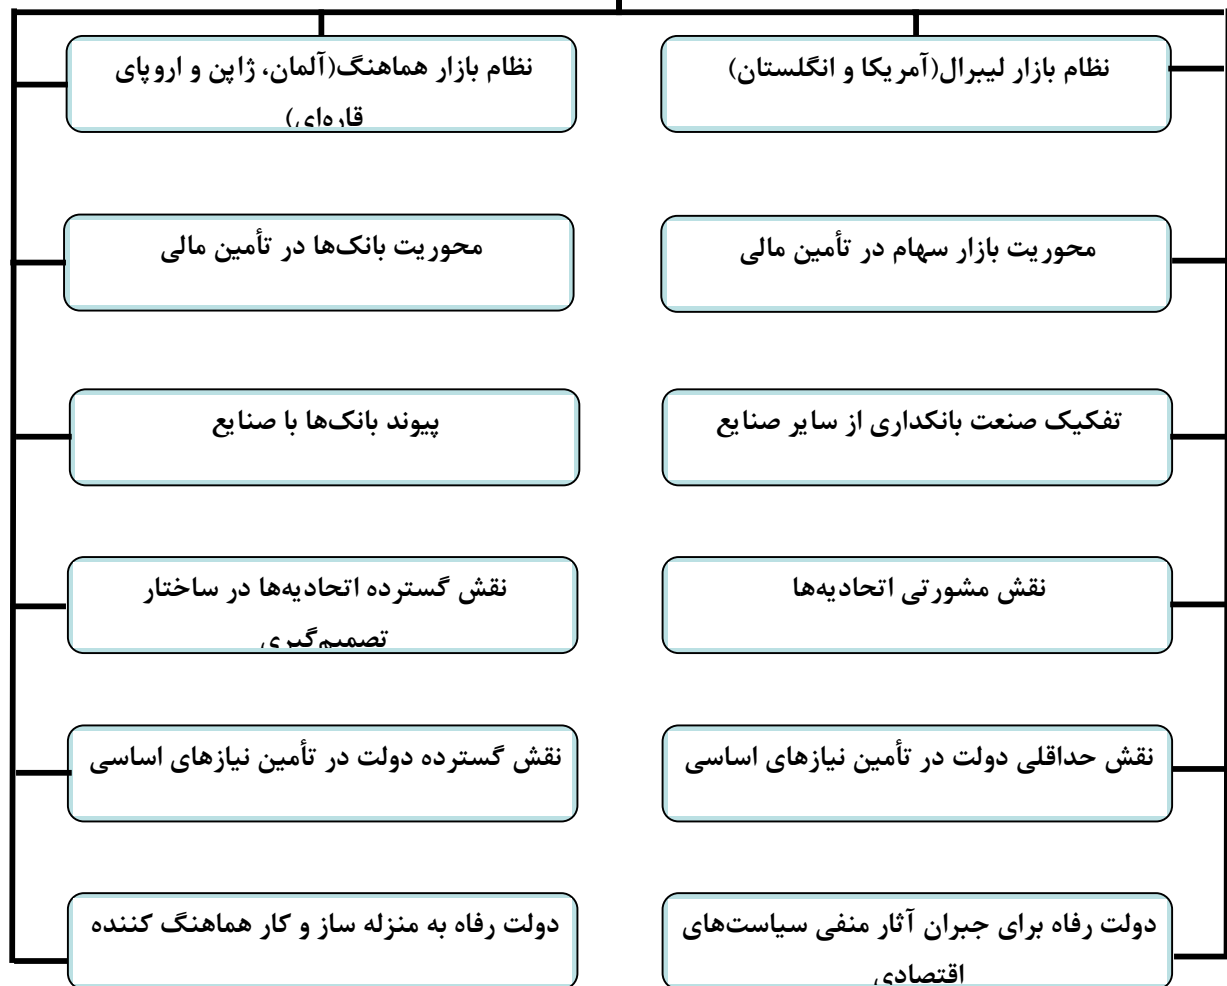 نظام بازار لیبرال(آمریکا و انگلستان)
محوریت بازار سهام در تأمین مالی
تفکیک صنعت بانکداری از سایر صنایع
نقش مشورتی اتحادیه‌ها
نقش حداقلی دولت در تأمین نیازهای اساسی
دولت رفاه برای جبران آثار منفی سیاست‌های
اقتصادی
نظام بازار هماهنگ(آلمان، ژاپن و اروپای
قاره‌ای)
محوریت بانک‌ها در تأمین مالی
پیوند بانک‌ها با صنایع
نقش گسترده اتحادیه‌ها در ساختار
تصمیم‌گیری
نقش گسترده دولت در تأمین نیازهای اساسی
دولت رفاه به منزله ساز و کار هماهنگ کننده